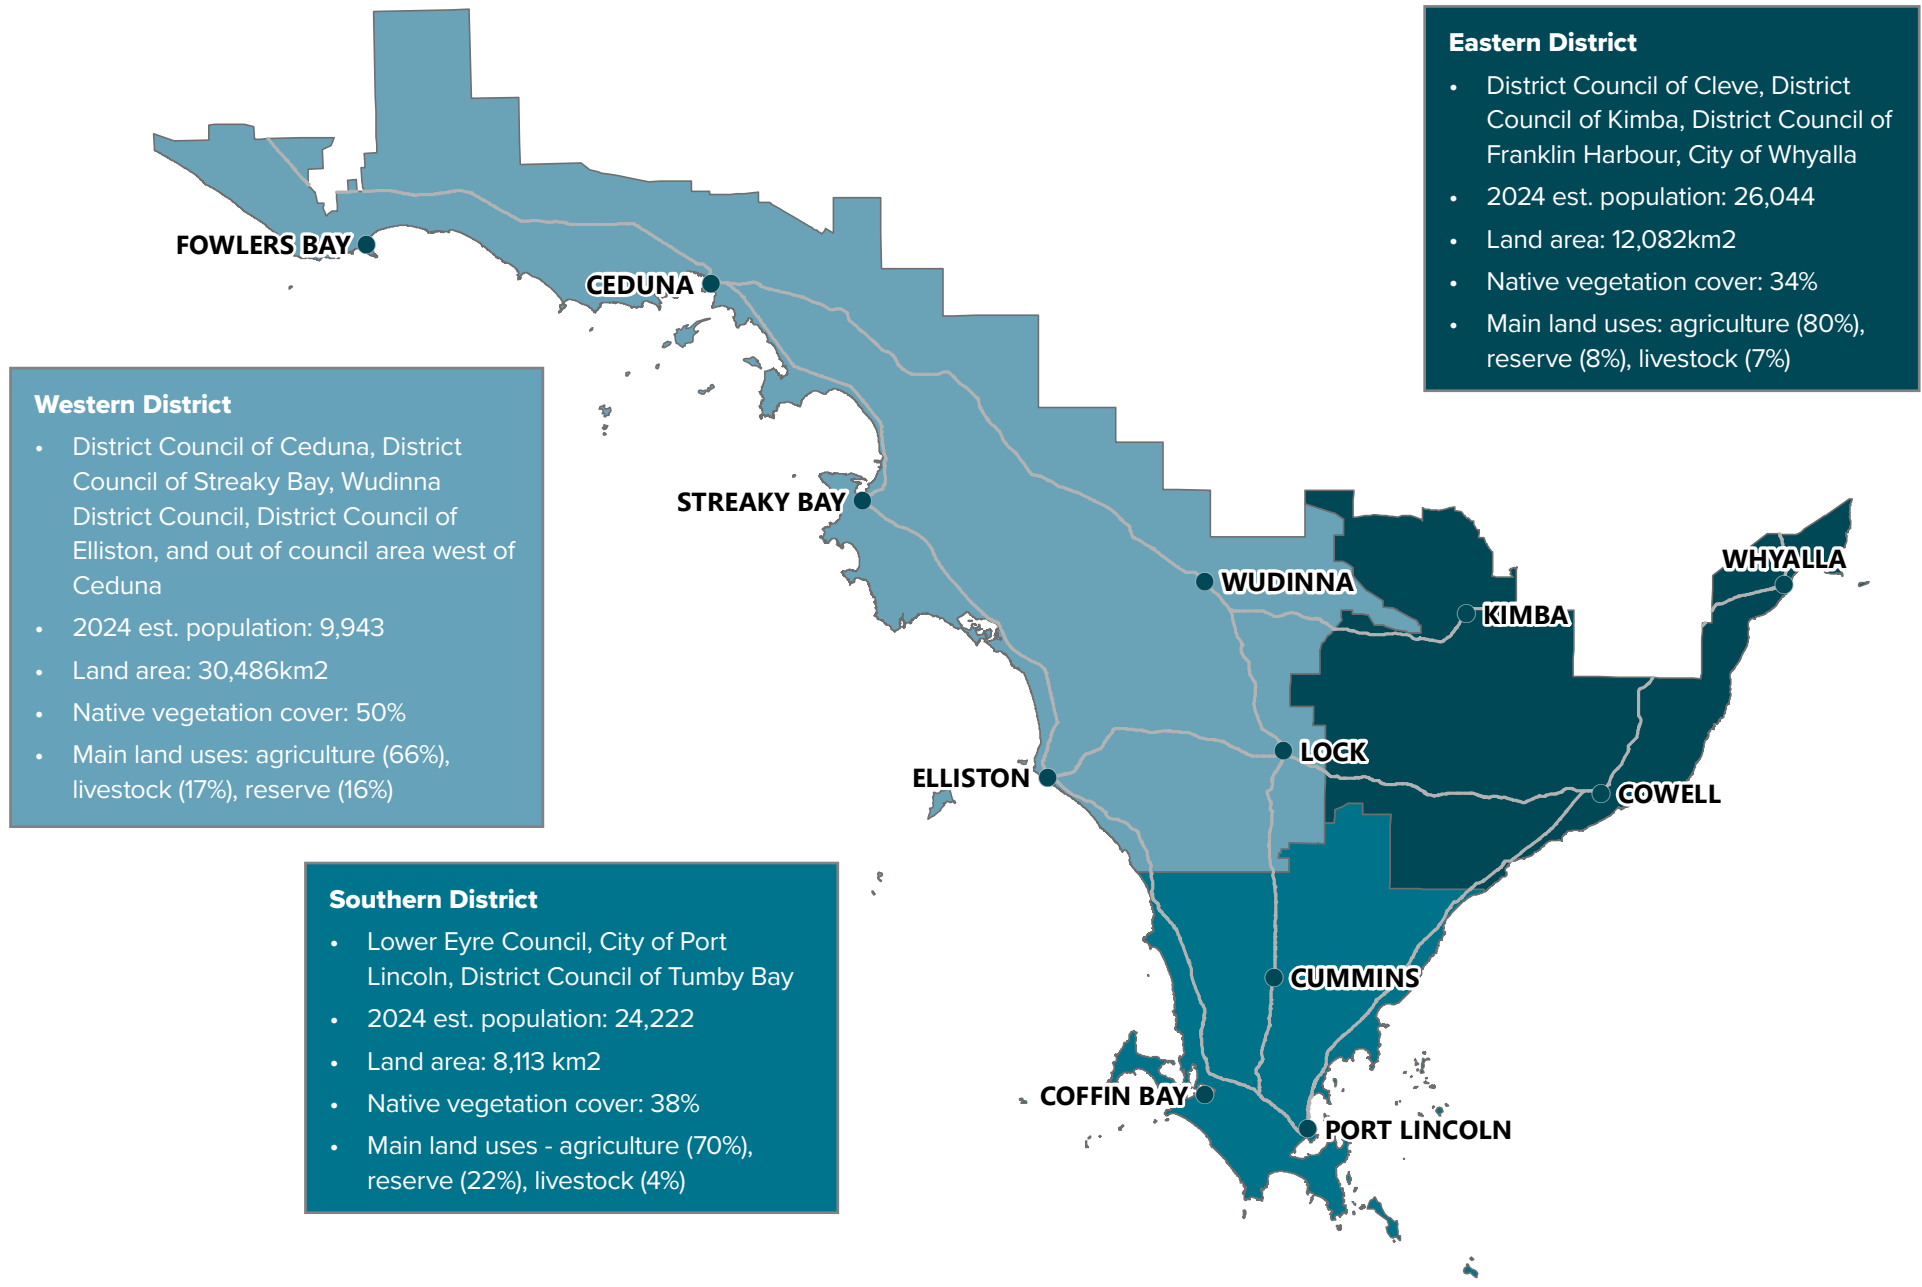 Eastern District
• District Council of Cleve, District
Council of Kimba, District Council of
Franklin Harbour, City of Whyalla
• 2024 est. population: 26,044
• Land area: 12,082km2
• Native vegetation cover: 34%
• Main land uses: agriculture (80%),
reserve (8%), livestock (7%)
FOWLERS BAY
CEDUNA
Western District
• District Council of Ceduna, District
Council of Streaky Bay, Wudinna
District Council, District Council of
Elliston, and out of council area west of
Ceduna
• 2024 est. population: 9,943
• Land area: 30,486km2
• Native vegetation cover: 50%
• Main land uses: agriculture (66%),
livestock (17%), reserve (16%)
STREAKY BAY
WUDINNA
WHYALLA
KIMBA
LOCK
ELLISTON
COWELL
Southern District
• Lower Eyre Council, City of Port
Lincoln, District Council of Tumby Bay
• 2024 est. population: 24,222
• Land area: 8,113 km2
• Native vegetation cover: 38%
• Main land uses - agriculture (70%),
reserve (22%), livestock (4%)
CUMMINS
COFFIN BAY
PORT LINCOLN